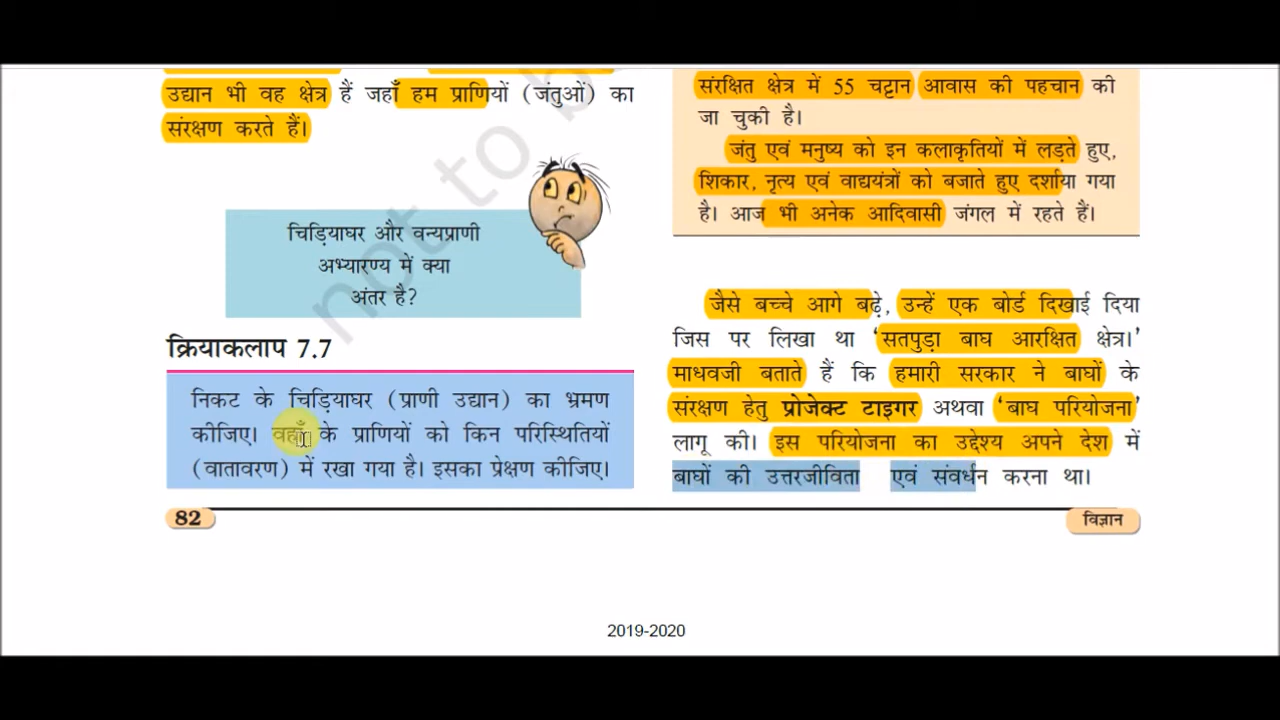 उद्यान भी वह क्षेत्र हैं जहाँ हम प्राणियों (जंतुओं) का
संरक्षण करते हैं।
चिड़ियाघर और वन्यप्राणी
अभ्यारण्य में क्या
अंतर है?
क्रियाकलाप 7.7
निकट के चिड़ियाघर (प्राणी उद्यान) का भ्रमण
कीजिए। वहाँ के प्राणियों को किन परिस्थितियों
(वातावरण) में रखा गया है। इसका प्रेक्षण कीजिए।
संरक्षित क्षेत्र में 55 चट्टान आवास की पहचान की
जा चुकी है।
जंतु एवं मनुष्य को इन कलाकृतियों में लड़ते हुए,
शिकार, नृत्य एवं वाद्ययंत्रों को बजाते हुए दर्शाया गया
है। आज भी अनेक आदिवासी जंगल में रहते हैं।
जैसे बच्चे आगे बढ़े, उन्हें एक बोर्ड दिखाई दिया
जिस पर लिखा था ‘सतपुड़ा बाघ आरक्षित क्षेत्र।’
माधवजी बताते हैं कि हमारी सरकार ने बाघों के
संरक्षण हेतु प्रोजेक्ट टाइगर अथवा ‘बाघ परियोजना’
लागू की। इस परियोजना का उद्देश्य अपने देश में
बाघों की उत्तरजीविता एवं संवर्धन करना था।
82
विज्ञान
2019-2020
not to b